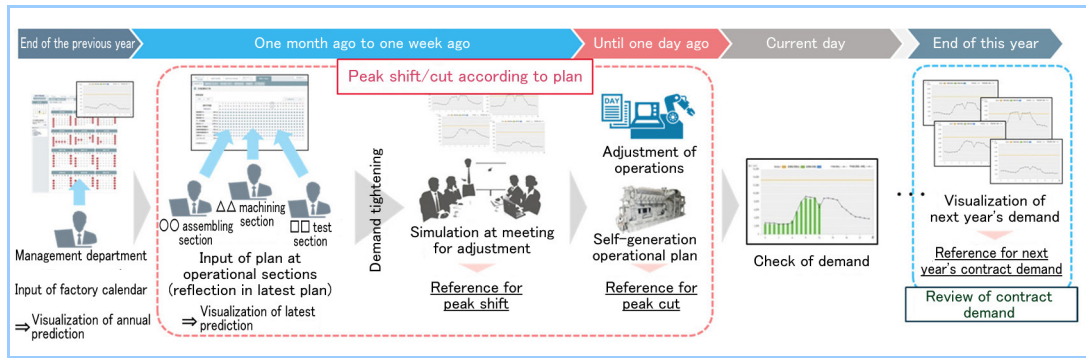 End of the previous year
One month ago to one week ago
Until one day ago
Current day
End of this year
Peak shift/cut according to plan
DAY
Management department
Input of factory calendar
⇒ Visualization of annual
prediction
○○ assembling
section
△△ machining
section
□□ test
section
Input of plan at
operational sections
(reflection in latest plan)
⇒ Visualization of latest
prediction
Demand tightening
Simulation at meeting
for adjustment
Reference for
peak shift
Adjustment of
operations
Self-generation
operational plan
Reference for
peak cut
Check of demand
...
Visualization of
next year's demand
Reference for next
year's contract demand
Review of contract
demand